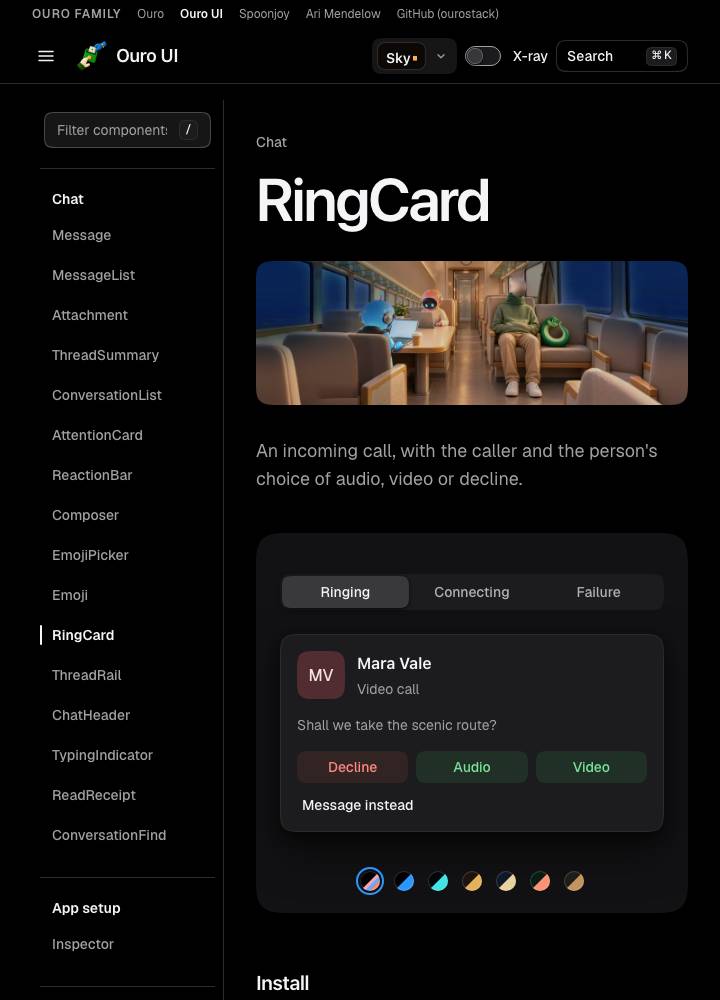 OURO FAMILY Ouro Ouro UI Spoonjoy Ari Mendelow GitHub (ourostack)
Ouro UI Sky X-ray Search ⌘K
Filter component /
Chat
Message
MessageList
Attachment
ThreadSummary
ConversationList
AttentionCard
ReactionBar
Composer
EmojiPicker
Emoji
RingCard
ThreadRail
ChatHeader
TypingIndicator
ReadReceipt
ConversationFind
App setup
Inspector
Chat
RingCard
An incoming call, with the caller and the person's
choice of audio, video or decline.
Ringing Connecting Failure
MV Mara Vale
Video call
Shall we take the scenic route?
Decline Audio Video
Message instead
Install